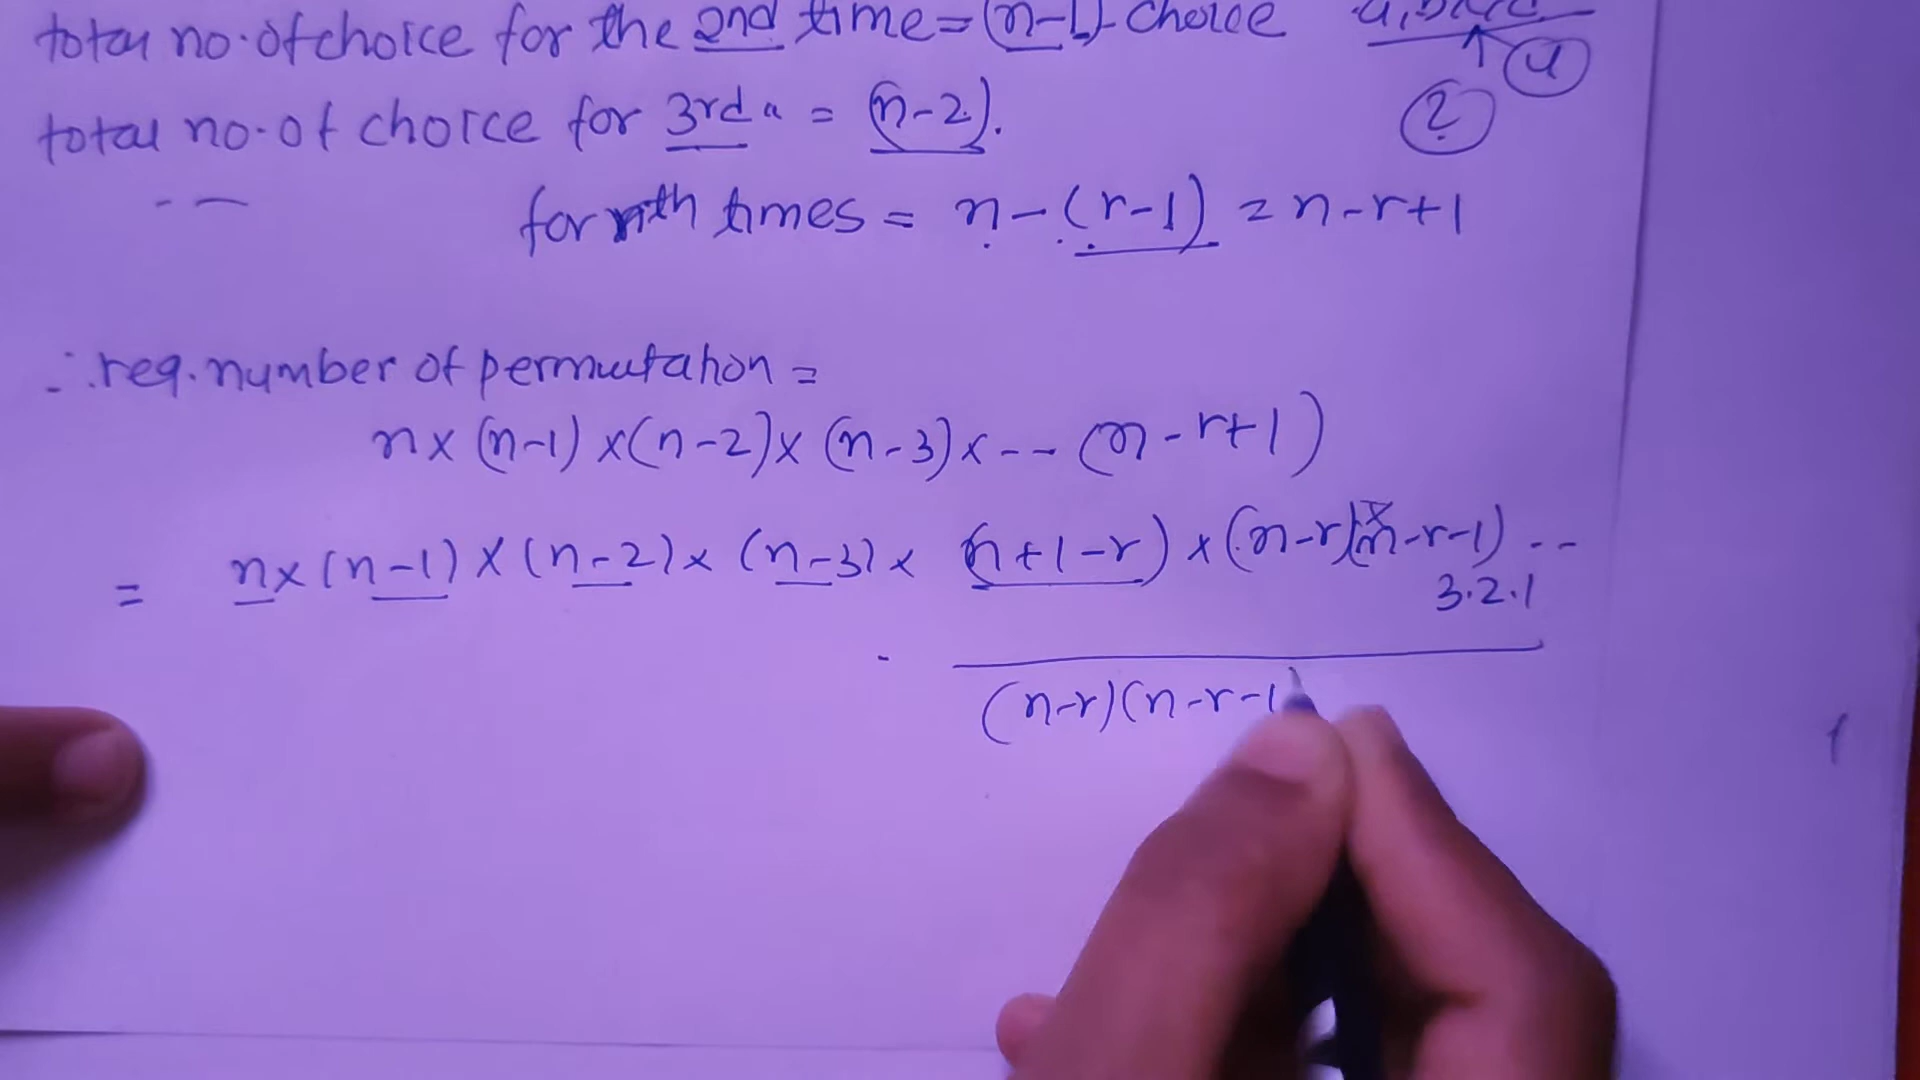 total no. of choice for the 2nd time = (n-1) choice
4
total no. of choice for 3rd " = (n-2).
?
for rth times = n-(r-1) = n-r+1
∴ req. number of permutation =
n×(n-1)×(n-2)×(n-3)×-- (n-r+1)
= n×(n-1)×(n-2)×(n-3)× (n+1-r)×(n-r)×(n-r-1) --
3.2.1
(n-r)(n-r-1